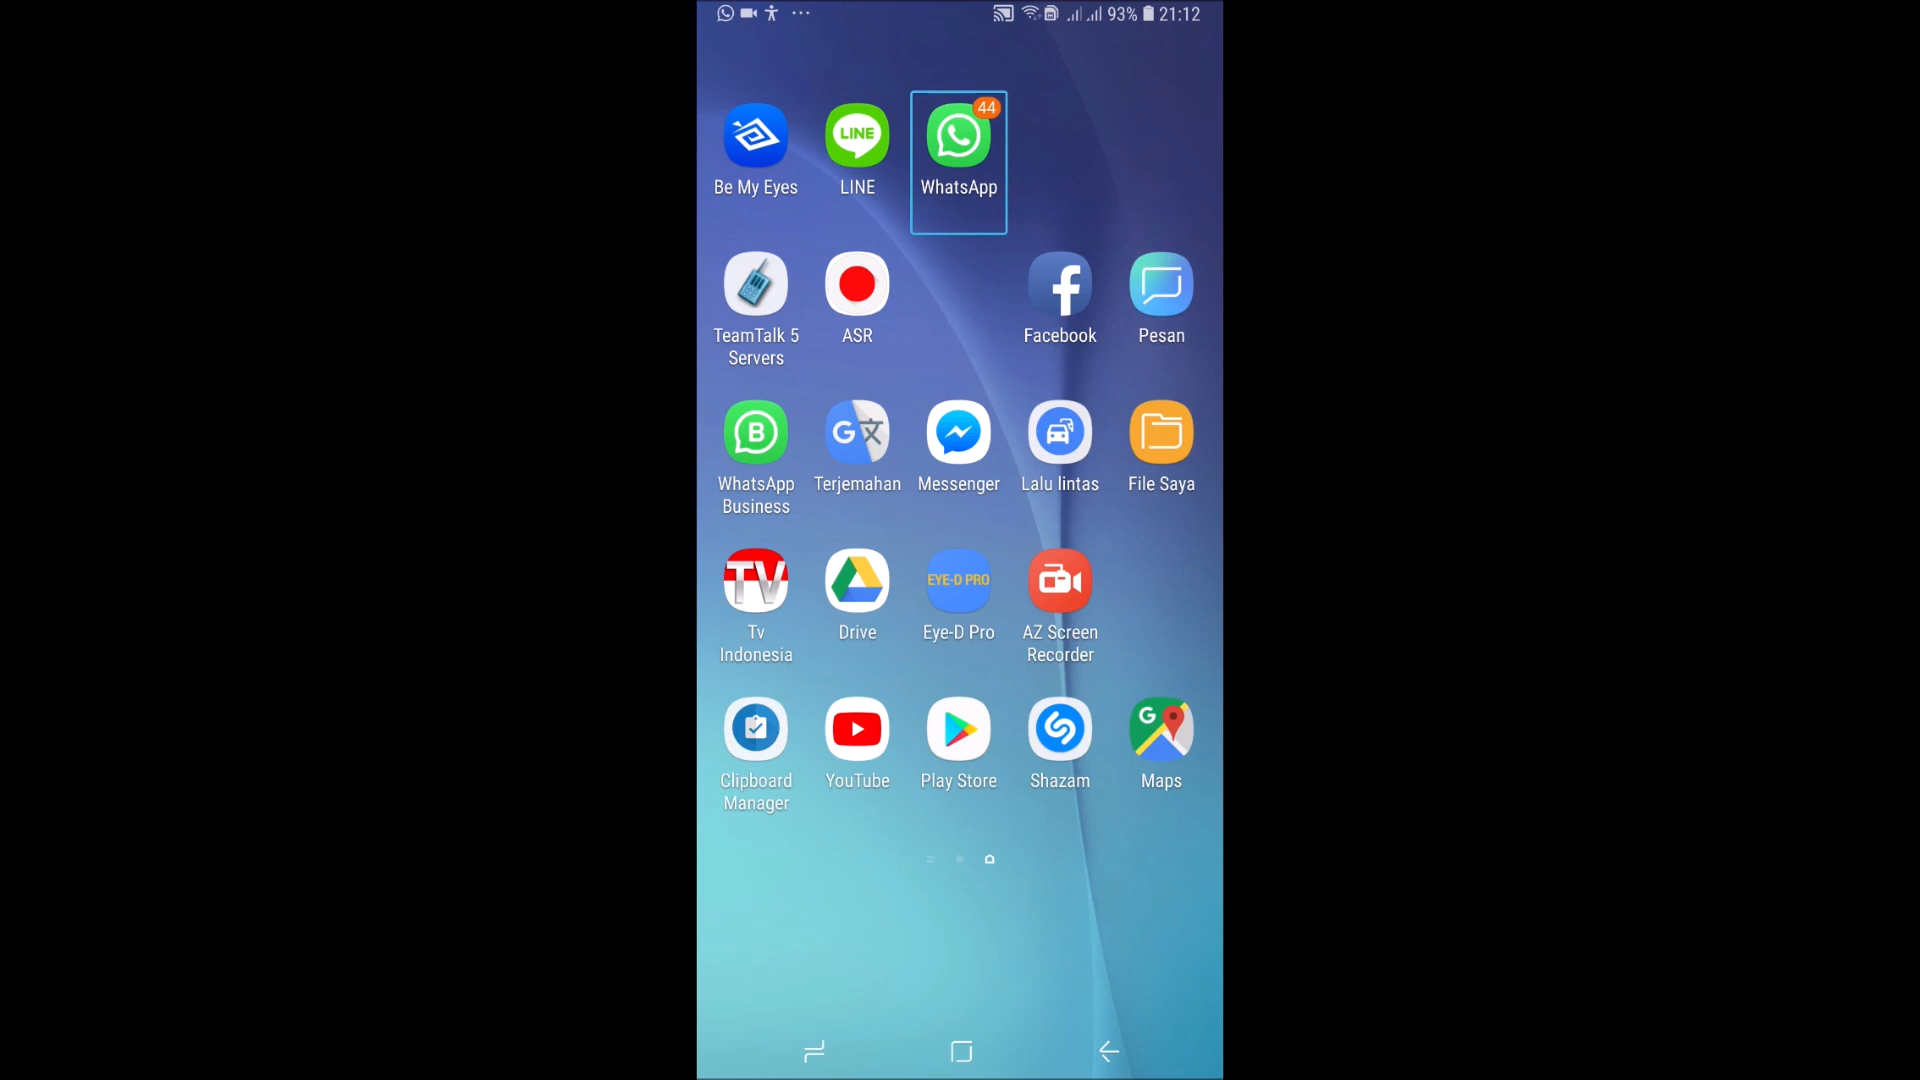 93% 21:12
44
LINE
Be My Eyes LINE WhatsApp
TeamTalk 5 Servers ASR Facebook Pesan
B G 文
WhatsApp Business Terjemahan Messenger Lalu lintas File Saya
TV EYE-D PRO
Tv Indonesia Drive Eye-D Pro AZ Screen Recorder
G
Clipboard Manager YouTube Play Store Shazam Maps